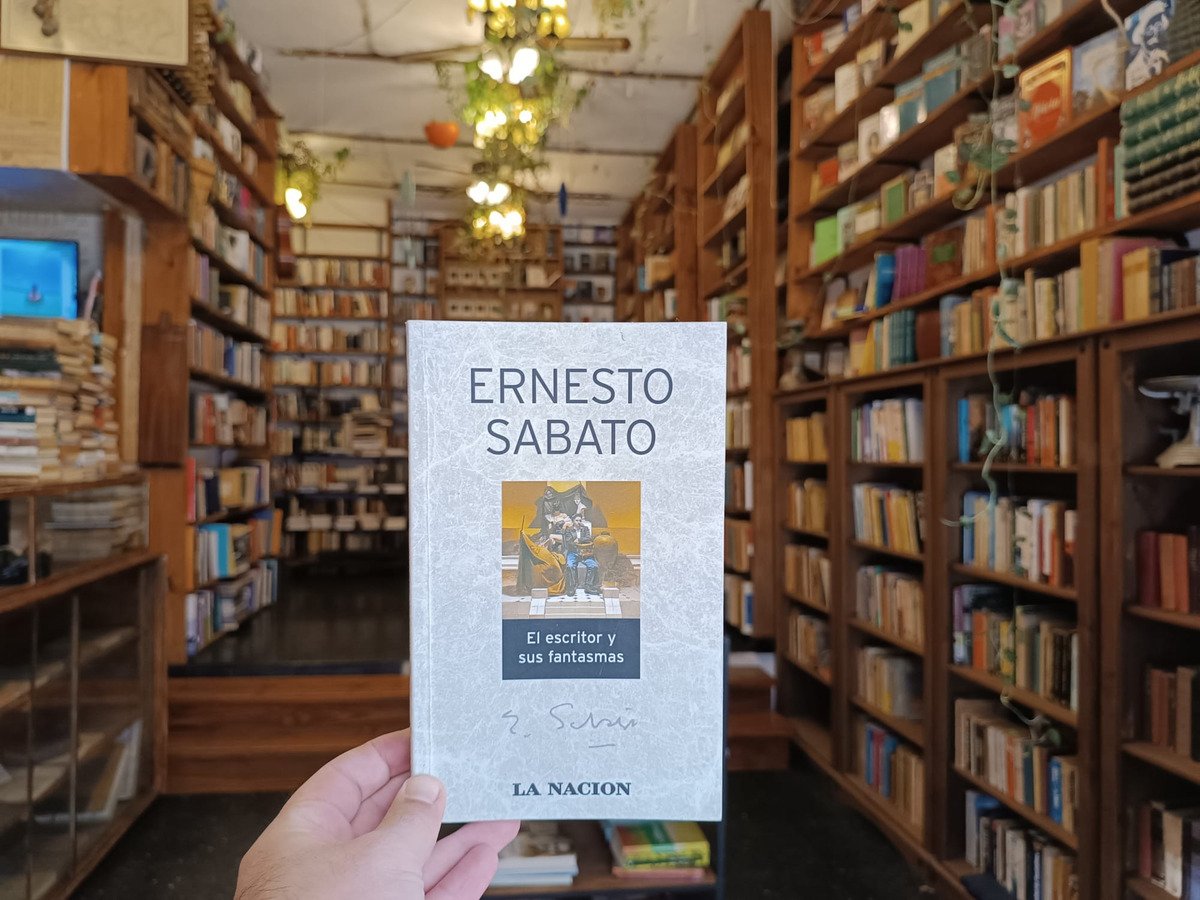 ERNESTO
SABATO
El escritor y
sus fantasmas
LA NACION